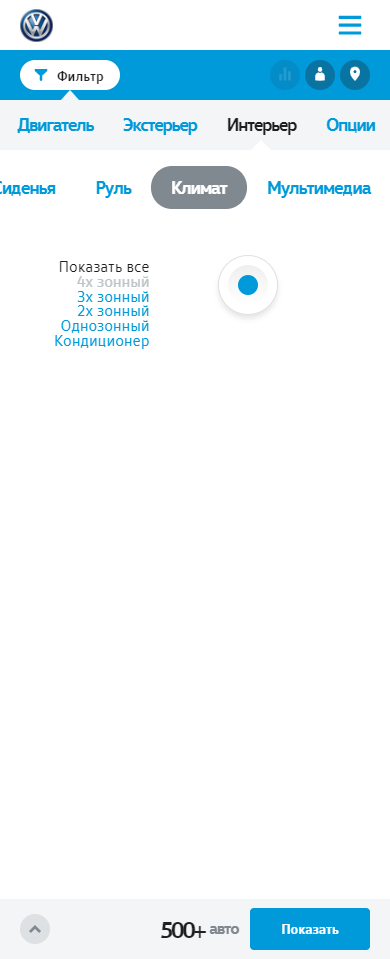 Фильтр
Двигатель Экстерьер Интерьер Опции
Сиденья Руль Климат Мультимедиа
Показать все
4х зонный
3х зонный
2х зонный
Однозонный
Кондиционер
500+ авто Показать